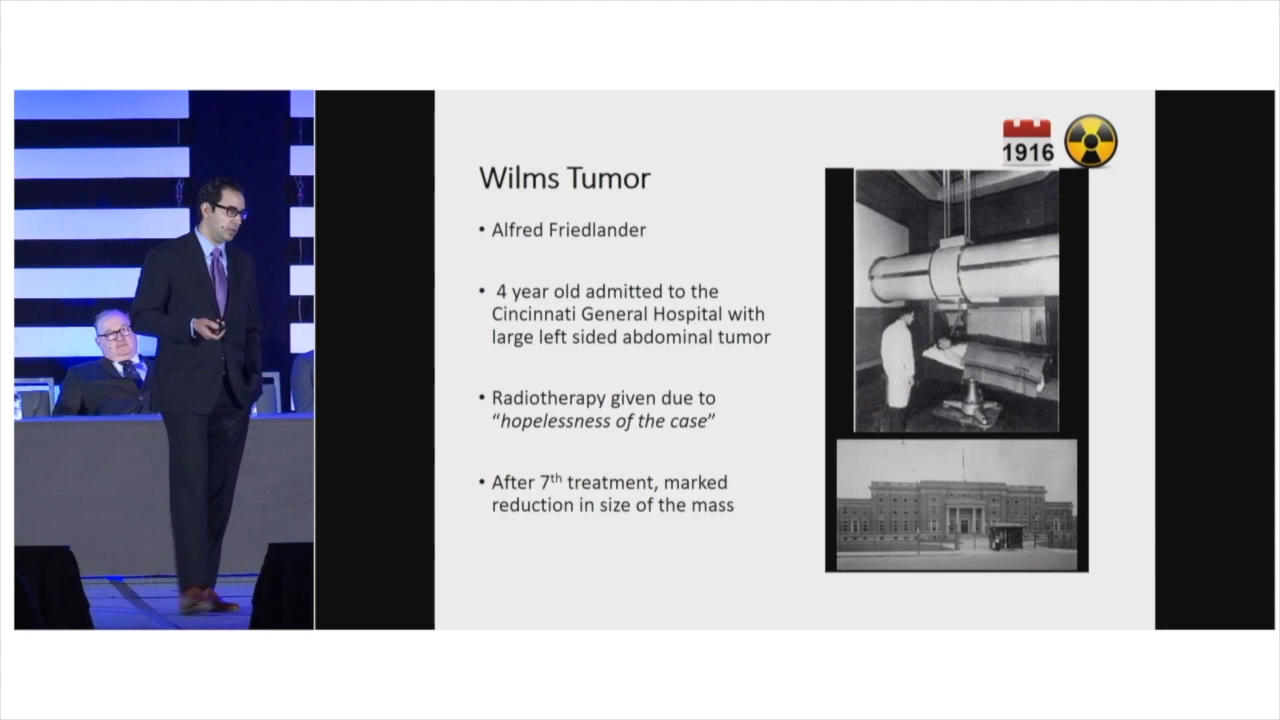 1916
Wilms Tumor
• Alfred Friedlander
• 4 year old admitted to the
Cincinnati General Hospital with
large left sided abdominal tumor
• Radiotherapy given due to
“hopelessness of the case”
• After 7th treatment, marked
reduction in size of the mass